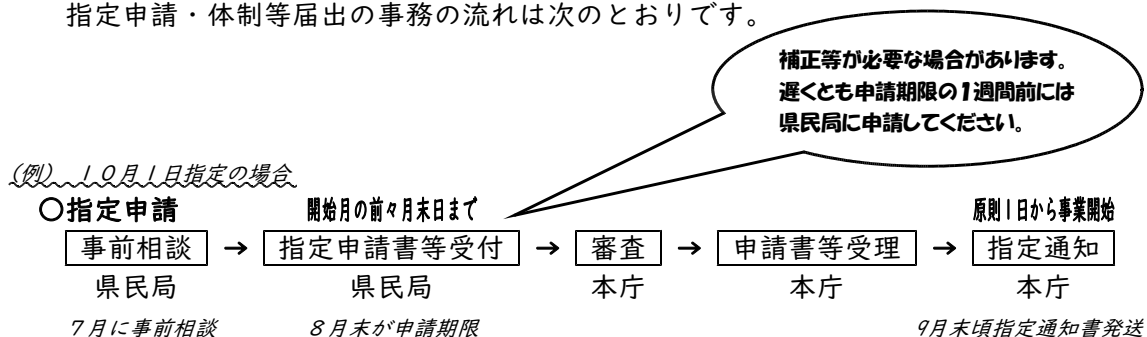 指定申請・体制等届出の事務の流れは次のとおりです。
補正等が必要な場合があります。
遅くとも申請期限の1週間前には
県民局に申請してください。
(例) 10月1日指定の場合
○指定申請 開始月の前々月末日まで 原則1日から事業開始
事前相談 → 指定申請書等受付 → 審査 → 申請書等受理 → 指定通知
県民局 県民局 本庁 本庁 本庁
7月に事前相談 8月末が申請期限 9月末頃指定通知書発送